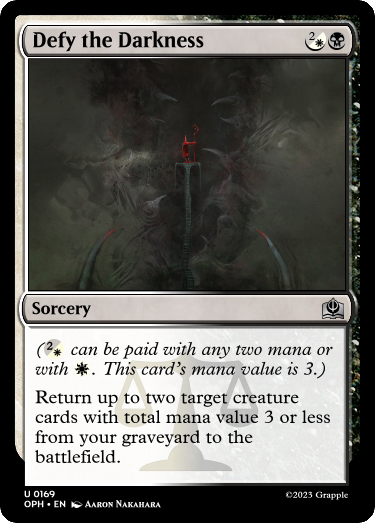 Defy the Darkness 2
Sorcery
(2 can be paid with any two mana or
with . This card's mana value is 3.)
Return up to two target creature
cards with total mana value 3 or less
from your graveyard to the
battlefield.
U 0169
OPH • EN Aaron Nakahara
©2023 Grapple